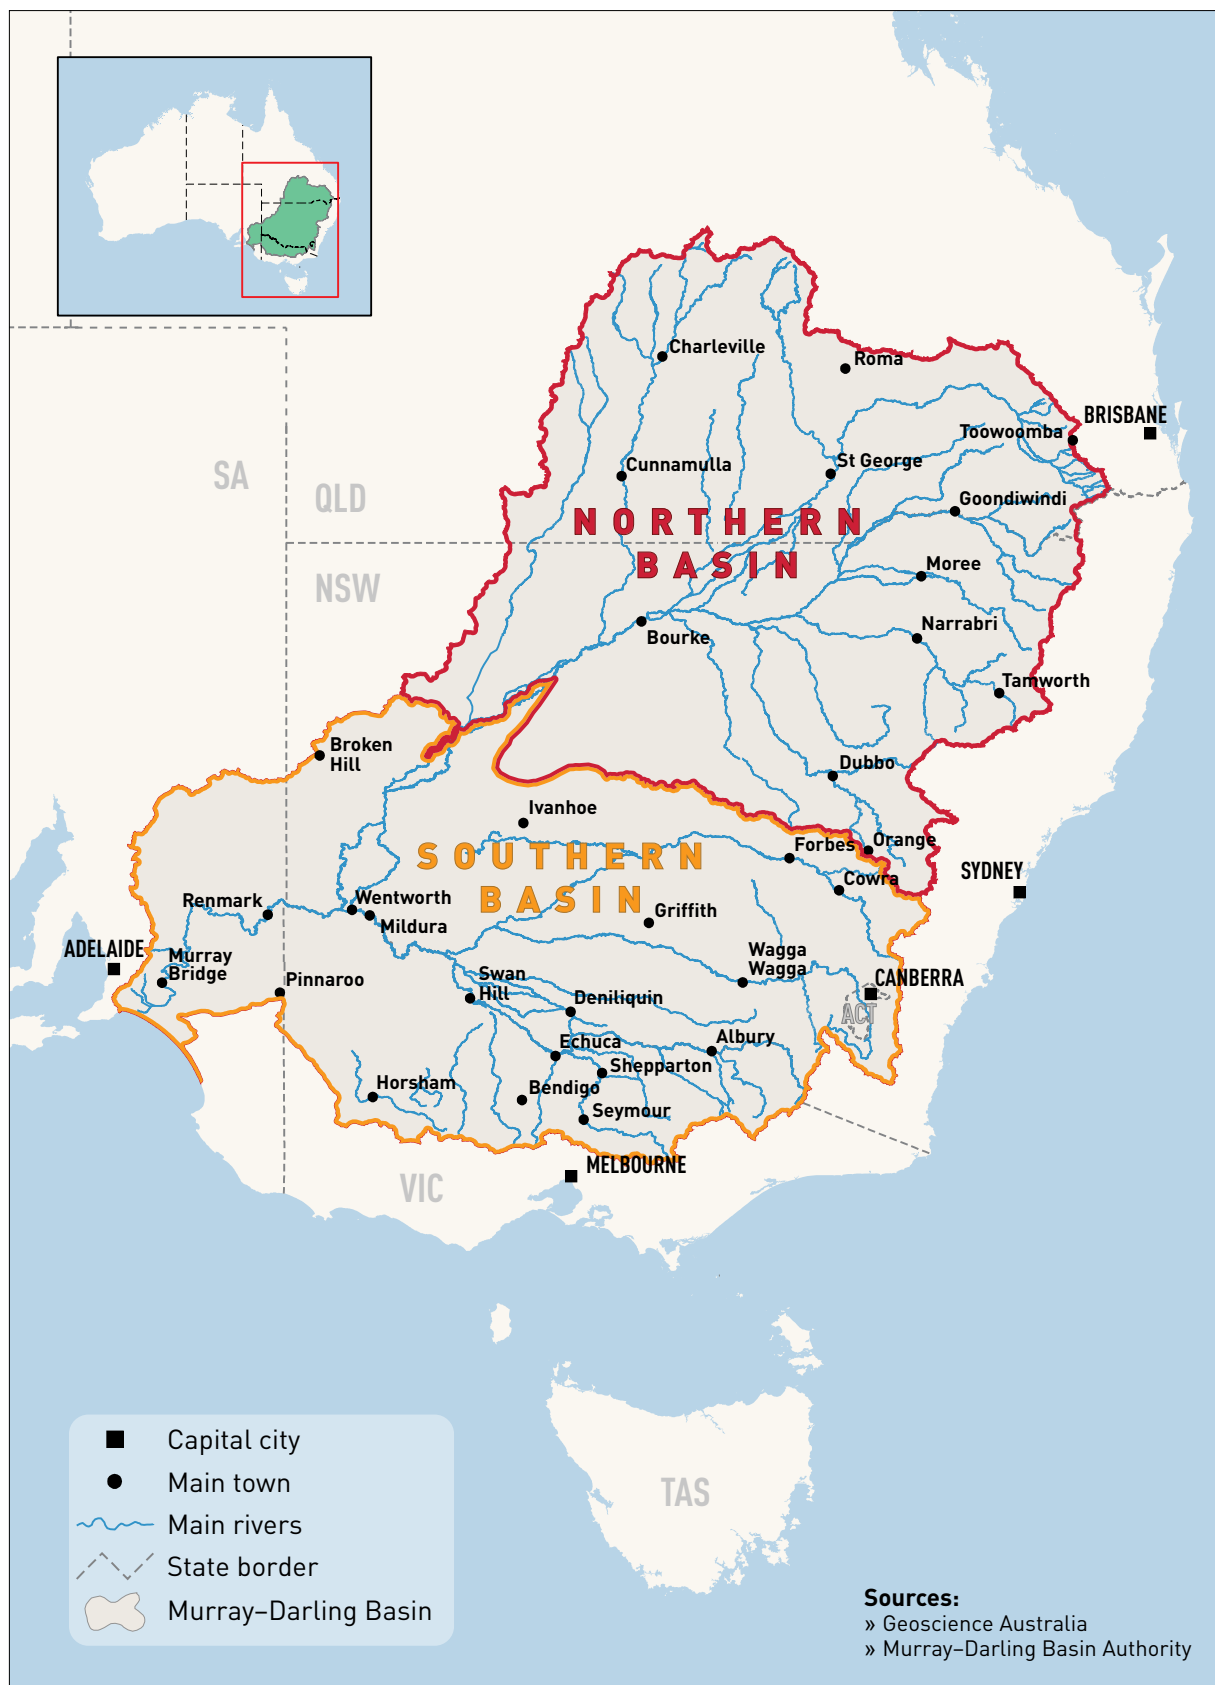 Charleville
Roma
BRISBANE
Toowoomba
SA
QLD
Cunnamulla
St George
Goondiwindi
NORTHERN
BASIN
NSW
Moree
Bourke
Narrabri
Tamworth
Broken
Hill
Dubbo
Ivanhoe
SOUTHERN
BASIN
Forbes
Orange
SYDNEY
Cowra
Renmark
Wentworth
Mildura
Griffith
ADELAIDE
Murray
Bridge
Pinnaroo
Swan
Hill
Wagga
Wagga
CANBERRA
ACT
Deniliquin
Echuca
Albury
Shepparton
Horsham
Bendigo
Seymour
MELBOURNE
VIC
TAS
Capital city
Main town
Main rivers
State border
Murray–Darling Basin
Sources:
» Geoscience Australia
» Murray–Darling Basin Authority